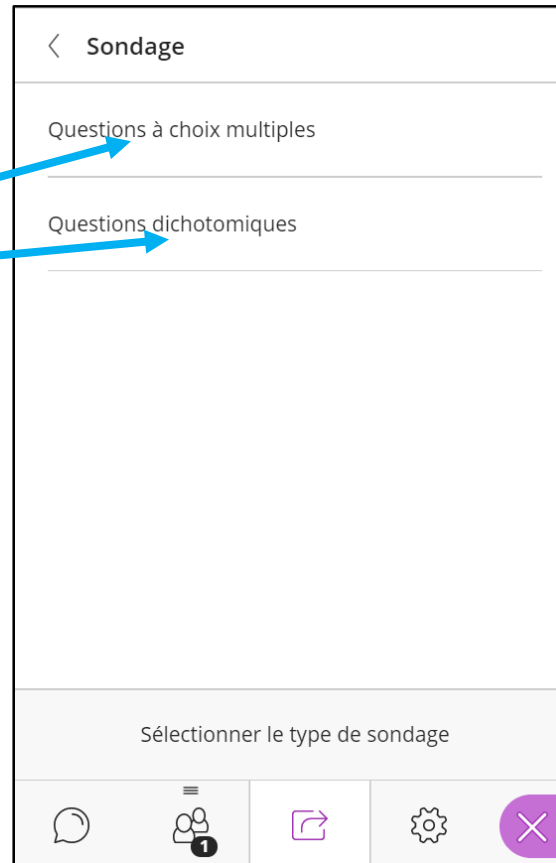 Sondage
Questions à choix multiples
Questions dichotomiques
Sélectionner le type de sondage
1